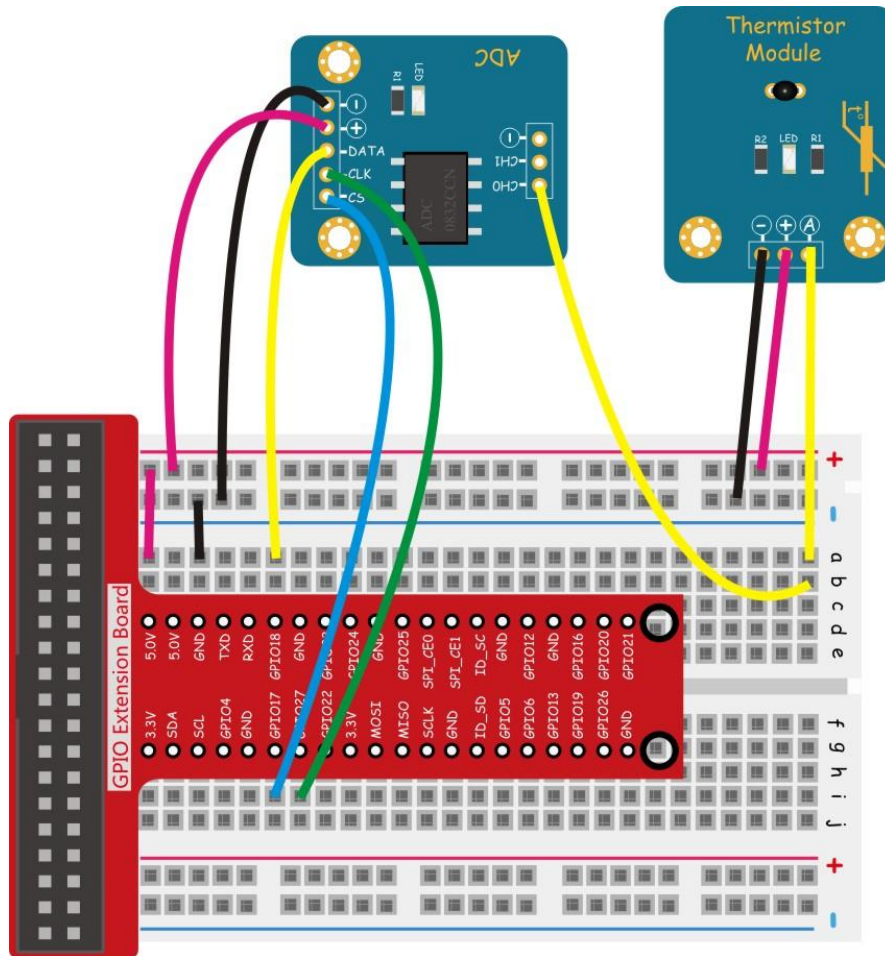 Thermistor
Module
t°
R2
LED
R1
−
+
A
ADC
R1
LED
−
+
DATA
CLK
CS
−
CH1
CH0
ADC
0832CCN
+
−
a
b
c
d
e
GPIO Extension Board
5.0V
5.0V
GND
TXD
RXD
GPIO18
GND
GPIO24
GND
GPIO25
SPI_CE0
SPI_CE1
ID_SC
GND
GPIO12
GND
GPIO16
GPIO20
GPIO21
3.3V
SDA
SCL
GPIO4
GND
GPIO17
GPIO27
GPIO22
3.3V
MOSI
MISO
SCLK
GND
ID_SD
GPIO5
GPIO6
GPIO13
GPIO19
GPIO26
GND
f
g
h
i
j
+
−